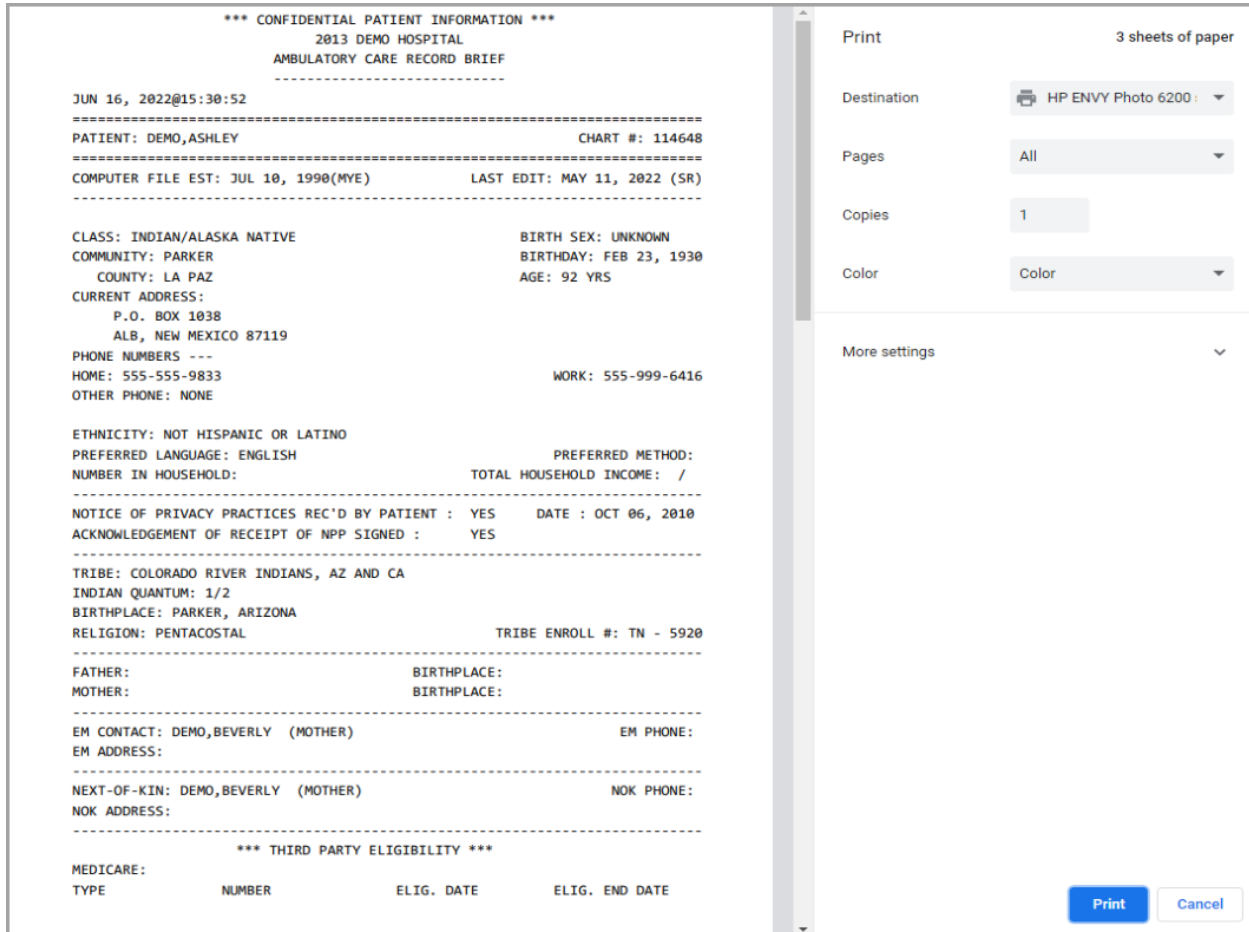 *** CONFIDENTIAL PATIENT INFORMATION ***
2013 DEMO HOSPITAL
AMBULATORY CARE RECORD BRIEF
----------------------------
JUN 16, 2022@15:30:52
============================================================================
PATIENT: DEMO,ASHLEY CHART #: 114648
============================================================================
COMPUTER FILE EST: JUL 10, 1990(MYE) LAST EDIT: MAY 11, 2022 (SR)
----------------------------------------------------------------------------
CLASS: INDIAN/ALASKA NATIVE BIRTH SEX: UNKNOWN
COMMUNITY: PARKER BIRTHDAY: FEB 23, 1930
COUNTY: LA PAZ AGE: 92 YRS
CURRENT ADDRESS:
P.O. BOX 1038
ALB, NEW MEXICO 87119
PHONE NUMBERS ---
HOME: 555-555-9833 WORK: 555-999-6416
OTHER PHONE: NONE
ETHNICITY: NOT HISPANIC OR LATINO
PREFERRED LANGUAGE: ENGLISH PREFERRED METHOD:
NUMBER IN HOUSEHOLD: TOTAL HOUSEHOLD INCOME: /
----------------------------------------------------------------------------
NOTICE OF PRIVACY PRACTICES REC'D BY PATIENT : YES DATE : OCT 06, 2010
ACKNOWLEDGEMENT OF RECEIPT OF NPP SIGNED : YES
----------------------------------------------------------------------------
TRIBE: COLORADO RIVER INDIANS, AZ AND CA
INDIAN QUANTUM: 1/2
BIRTHPLACE: PARKER, ARIZONA
RELIGION: PENTACOSTAL TRIBE ENROLL #: TN - 5920
----------------------------------------------------------------------------
FATHER: BIRTHPLACE:
MOTHER: BIRTHPLACE:
----------------------------------------------------------------------------
EM CONTACT: DEMO,BEVERLY (MOTHER) EM PHONE:
EM ADDRESS:
----------------------------------------------------------------------------
NEXT-OF-KIN: DEMO,BEVERLY (MOTHER) NOK PHONE:
NOK ADDRESS:
----------------------------------------------------------------------------
*** THIRD PARTY ELIGIBILITY ***
MEDICARE:
TYPE NUMBER ELIG. DATE ELIG. END DATE
Print 3 sheets of paper
Destination HP ENVY Photo 6200
Pages All
Copies 1
Color Color
More settings
Print Cancel